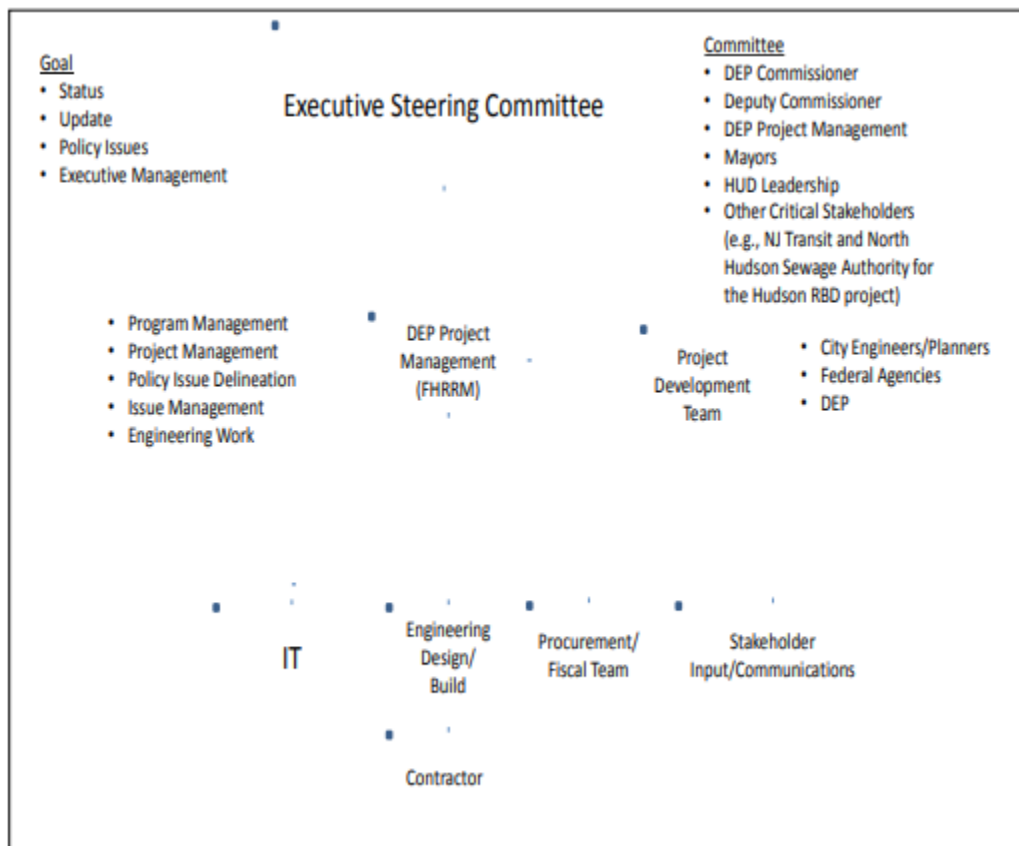 Goal
• Status
• Update
• Policy Issues
• Executive Management
Executive Steering Committee
Committee
• DEP Commissioner
• Deputy Commissioner
• DEP Project Management
• Mayors
• HUD Leadership
• Other Critical Stakeholders
(e.g., NJ Transit and North
Hudson Sewage Authority for
the Hudson RBD project)
• Program Management
• Project Management
• Policy Issue Delineation
• Issue Management
• Engineering Work
DEP Project
Management
(FHRRM)
Project
Development
Team
• City Engineers/Planners
• Federal Agencies
• DEP
IT
Engineering
Design/
Build
Procurement/
Fiscal Team
Stakeholder
Input/Communications
Contractor